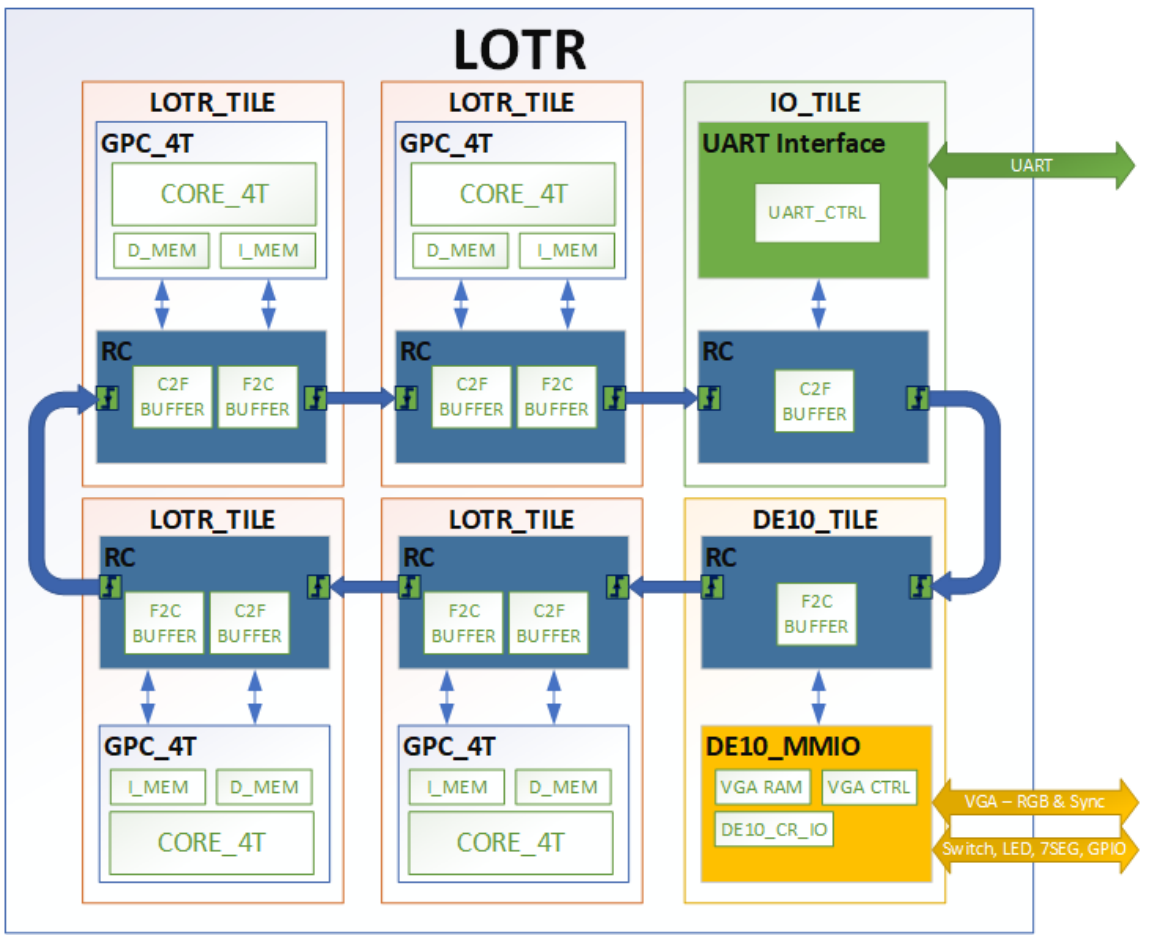 LOTR
LOTR_TILE
GPC_4T
CORE_4T
D_MEM
I_MEM
RC
C2F
BUFFER
F2C
BUFFER
LOTR_TILE
GPC_4T
CORE_4T
D_MEM
I_MEM
RC
C2F
BUFFER
F2C
BUFFER
IO_TILE
UART Interface
UART_CTRL
UART
RC
C2F
BUFFER
LOTR_TILE
RC
F2C
BUFFER
C2F
BUFFER
GPC_4T
I_MEM
D_MEM
CORE_4T
LOTR_TILE
RC
F2C
BUFFER
C2F
BUFFER
GPC_4T
I_MEM
D_MEM
CORE_4T
DE10_TILE
RC
F2C
BUFFER
DE10_MMIO
VGA RAM
VGA CTRL
DE10_CR_IO
VGA – RGB & Sync
Switch, LED, 7SEG, GPIO